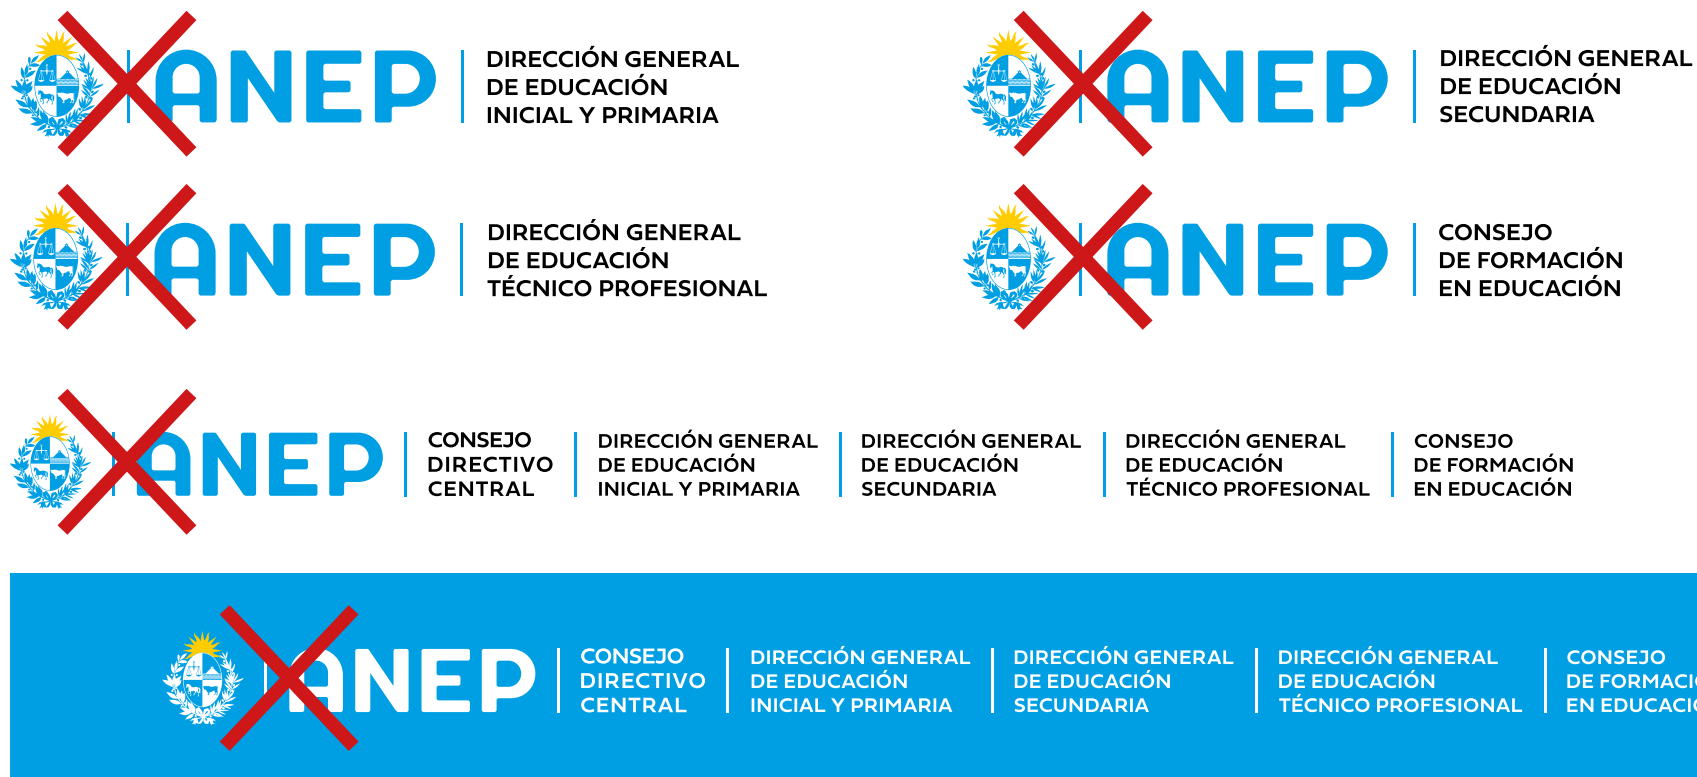 ANEP
DIRECCIÓN GENERAL
DE EDUCACIÓN
INICIAL Y PRIMARIA
ANEP
DIRECCIÓN GENERAL
DE EDUCACIÓN
SECUNDARIA
ANEP
DIRECCIÓN GENERAL
DE EDUCACIÓN
TÉCNICO PROFESIONAL
ANEP
CONSEJO
DE FORMACIÓN
EN EDUCACIÓN
ANEP
CONSEJO
DIRECTIVO
CENTRAL
DIRECCIÓN GENERAL
DE EDUCACIÓN
INICIAL Y PRIMARIA
DIRECCIÓN GENERAL
DE EDUCACIÓN
SECUNDARIA
DIRECCIÓN GENERAL
DE EDUCACIÓN
TÉCNICO PROFESIONAL
CONSEJO
DE FORMACIÓN
EN EDUCACIÓN
ANEP
CONSEJO
DIRECTIVO
CENTRAL
DIRECCIÓN GENERAL
DE EDUCACIÓN
INICIAL Y PRIMARIA
DIRECCIÓN GENERAL
DE EDUCACIÓN
SECUNDARIA
DIRECCIÓN GENERAL
DE EDUCACIÓN
TÉCNICO PROFESIONAL
CONSEJO
DE
EN